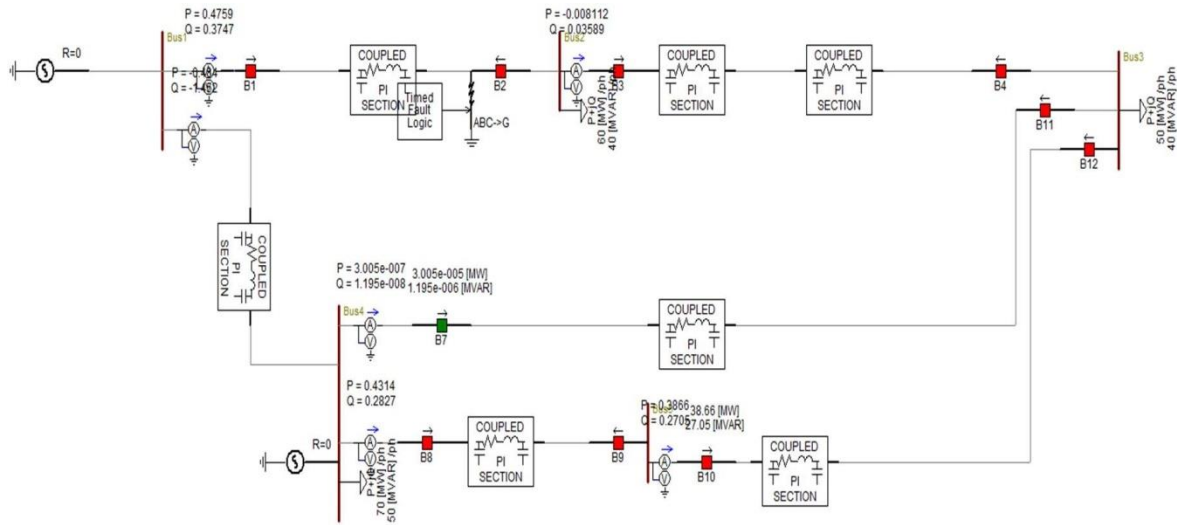 P = 0.4759
Q = 0.3747
Bus1
R=0
P = -0.484
A
V
B1
COUPLED
PI
SECTION
Timed
Fault
Logic
ABC->G
B2
P = -0.008112
Q = 0.03589
Bus2
A
V
B3
P+jQ
60 [MW] /ph
40 [MVAR] /ph
COUPLED
PI
SECTION
COUPLED
PI
SECTION
B4
Bus3
B11
B12
P+jQ
50 [MW] /ph
40 [MVAR] /ph
A
V
COUPLED
PI
SECTION
P = 3.005e-007
Q = 1.195e-008
3.005e-005 [MW]
1.195e-006 [MVAR]
Bus4
A
V
B7
COUPLED
PI
SECTION
P = 0.4314
Q = 0.2827
R=0
A
V
P+jQ
70 [MW] /ph
50 [MVAR] /ph
B8
COUPLED
PI
SECTION
B9
P = 0.3866
Q = 0.2705
38.66 [MW]
27.05 [MVAR]
A
V
B10
COUPLED
PI
SECTION